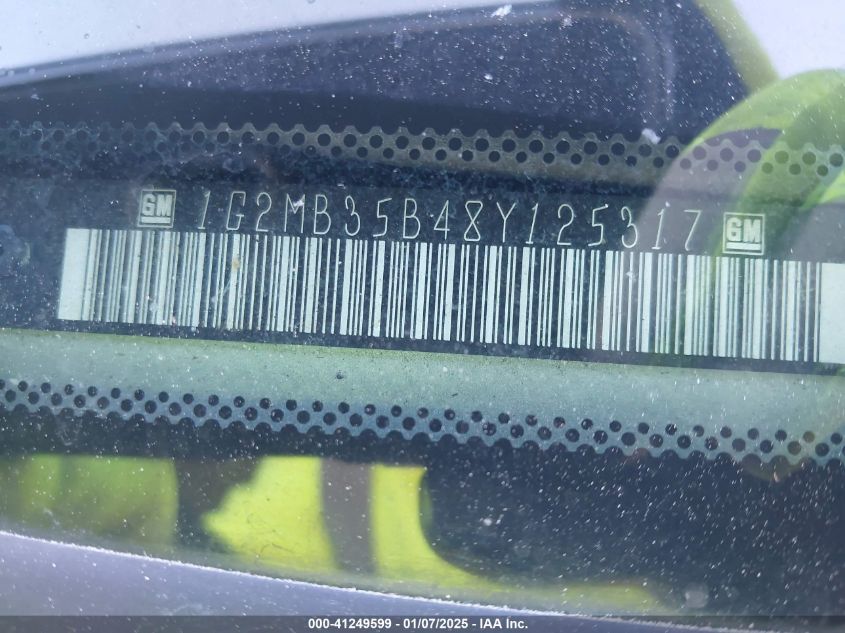 GM 1G2MB35B48Y125317 GM
000-41249599 - 01/07/2025 - IAA Inc.